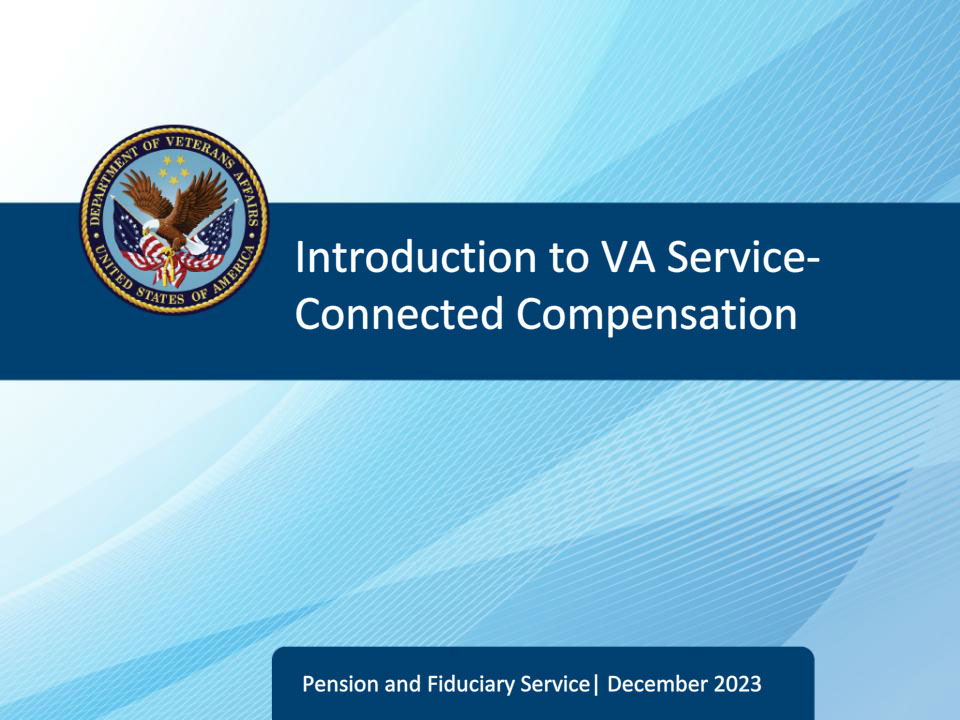 DEPARTMENT OF VETERANS AFFAIRS
UNITED STATES OF AMERICA
Introduction to VA Service-
Connected Compensation
Pension and Fiduciary Service| December 2023